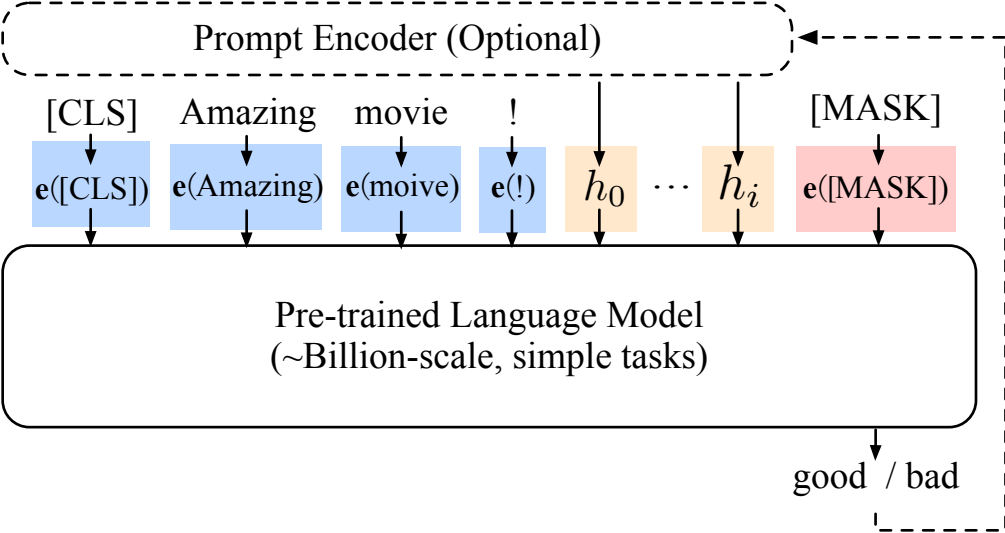 Prompt Encoder (Optional)
[CLS] Amazing movie ! [MASK]
e([CLS]) e(Amazing) e(moive) e(!) h₀ ⋯ hᵢ e([MASK])
Pre-trained Language Model
(~Billion-scale, simple tasks)
good / bad